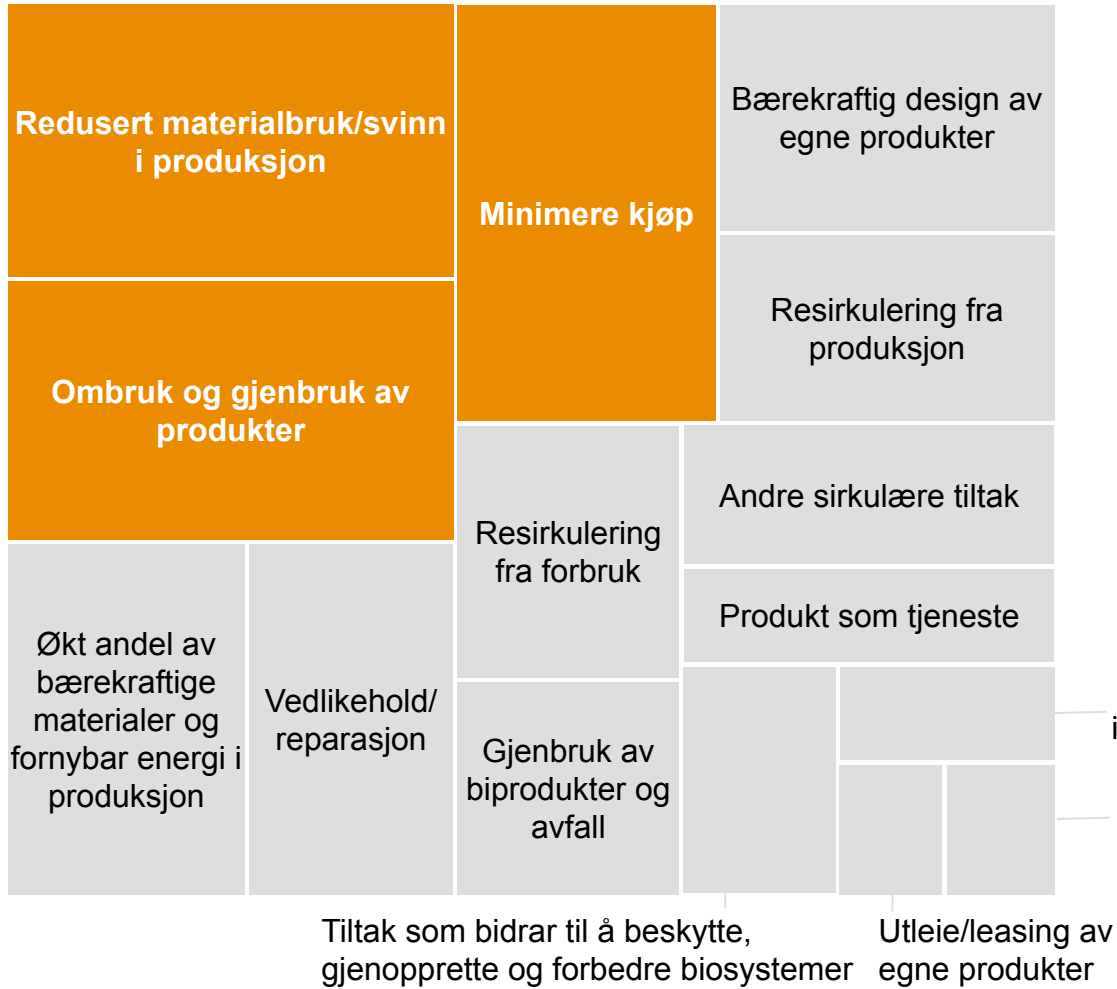 Redusert materialbruk/svinn
i produksjon
Minimere kjøp
Bærekraftig design av
egne produkter
Resirkulering fra
produksjon
Ombruk og gjenbruk av
produkter
Resirkulering
fra forbruk
Andre sirkulære tiltak
Produkt som tjeneste
Økt andel av
bærekraftige
materialer og
fornybar energi i
produksjon
Vedlikehold/
reparasjon
Gjenbruk av
biprodukter og
avfall
i
Tiltak som bidrar til å beskytte,
gjenopprette og forbedre biosystemer
Utleie/leasing av
egne produkter